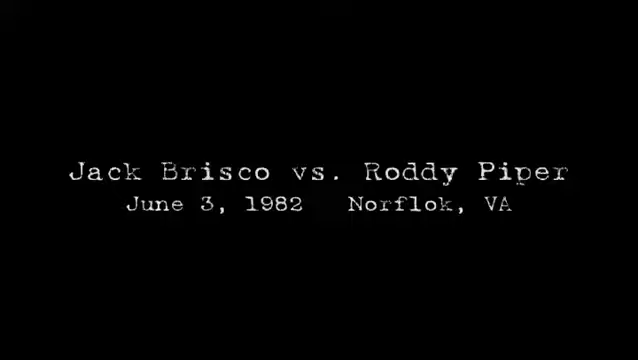 Jack Brisco vs. Roddy Piper
June 3, 1982 Norflok, VA